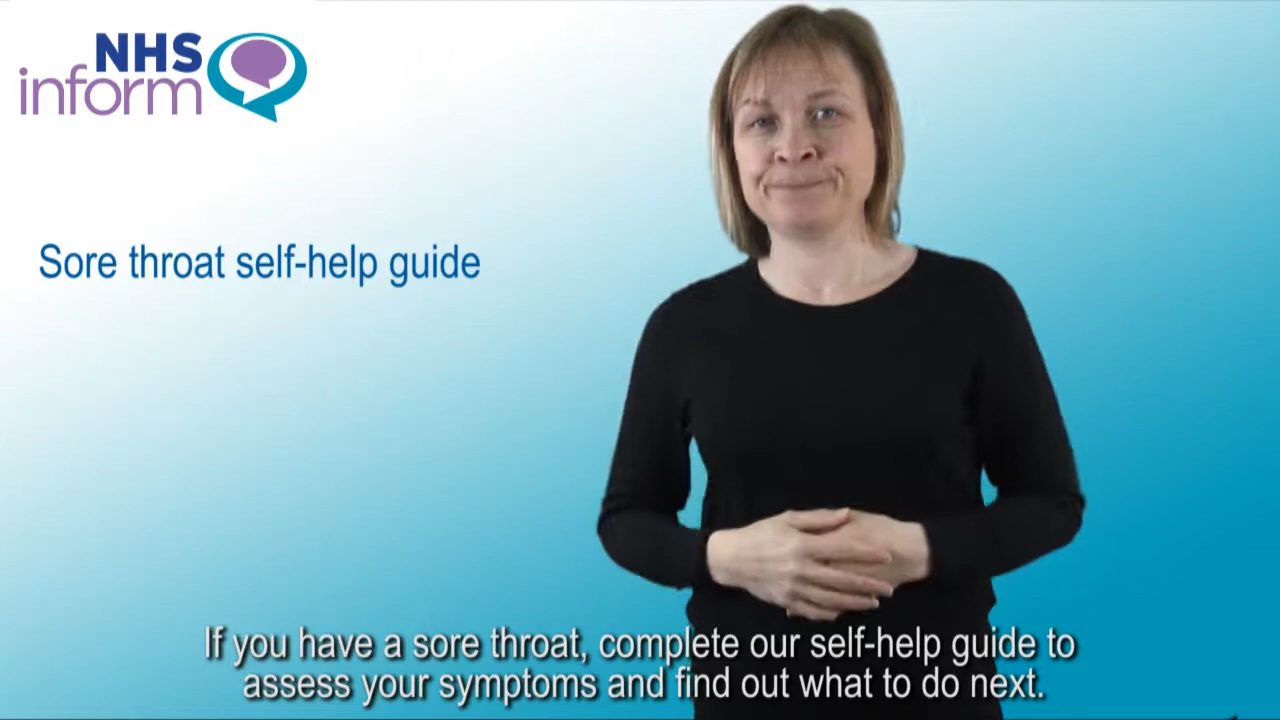 NHS
inform
Sore throat self-help guide
If you have a sore throat, complete our self-help guide to
assess your symptoms and find out what to do next.